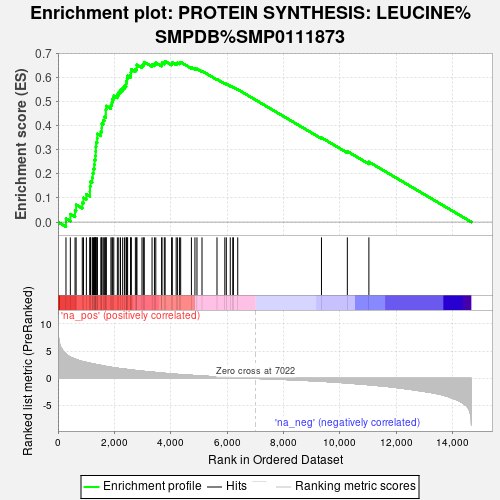 Enrichment plot: PROTEIN SYNTHESIS: LEUCINE%
SMPDB%SMP0111873
Enrichment score (ES)
0.7
0.6
0.5
0.4
0.3
0.2
0.1
0.0
'na_pos' (positively correlated)
Ranked list metric (PreRanked)
10
5
0
-5
Zero cross at 7022
'na_neg' (negatively correlated)
0 2,000 4,000 6,000 8,000 10,000 12,000 14,000
Rank in Ordered Dataset
Enrichment profile Hits Ranking metric scores